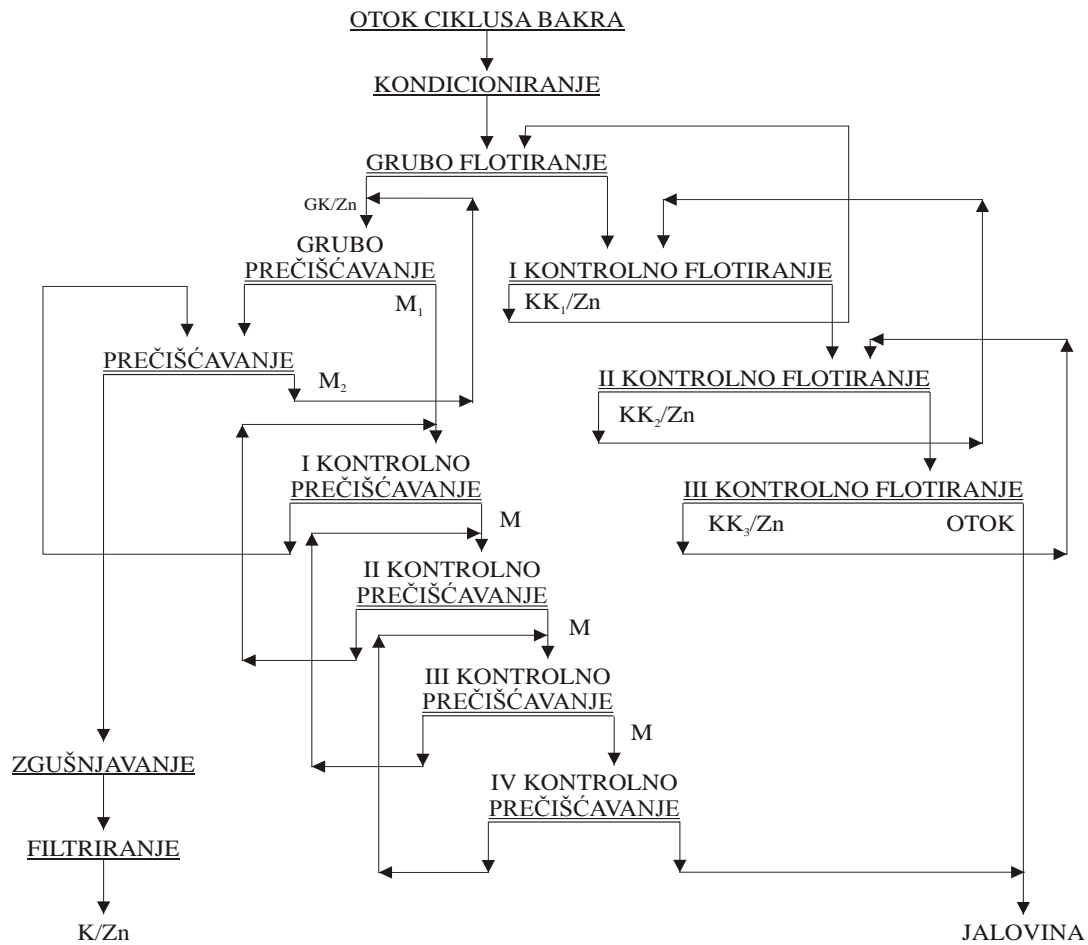 OTOK CIKLUSA BAKRA
KONDICIONIRANJE
GRUBO FLOTIRANJE
GK/Zn
GRUBO
PREČIŠĆAVANJE
M₁
I KONTROLNO FLOTIRANJE
KK₁/Zn
PREČIŠĆAVANJE
M₂
II KONTROLNO FLOTIRANJE
KK₂/Zn
I KONTROLNO
PREČIŠĆAVANJE
M
III KONTROLNO FLOTIRANJE
KK₃/Zn
OTOK
II KONTROLNO
PREČIŠĆAVANJE
M
III KONTROLNO
PREČIŠĆAVANJE
M
ZGUŠNJAVANJE
IV KONTROLNO
PREČIŠĆAVANJE
FILTRIRANJE
K/Zn
JALOVINA